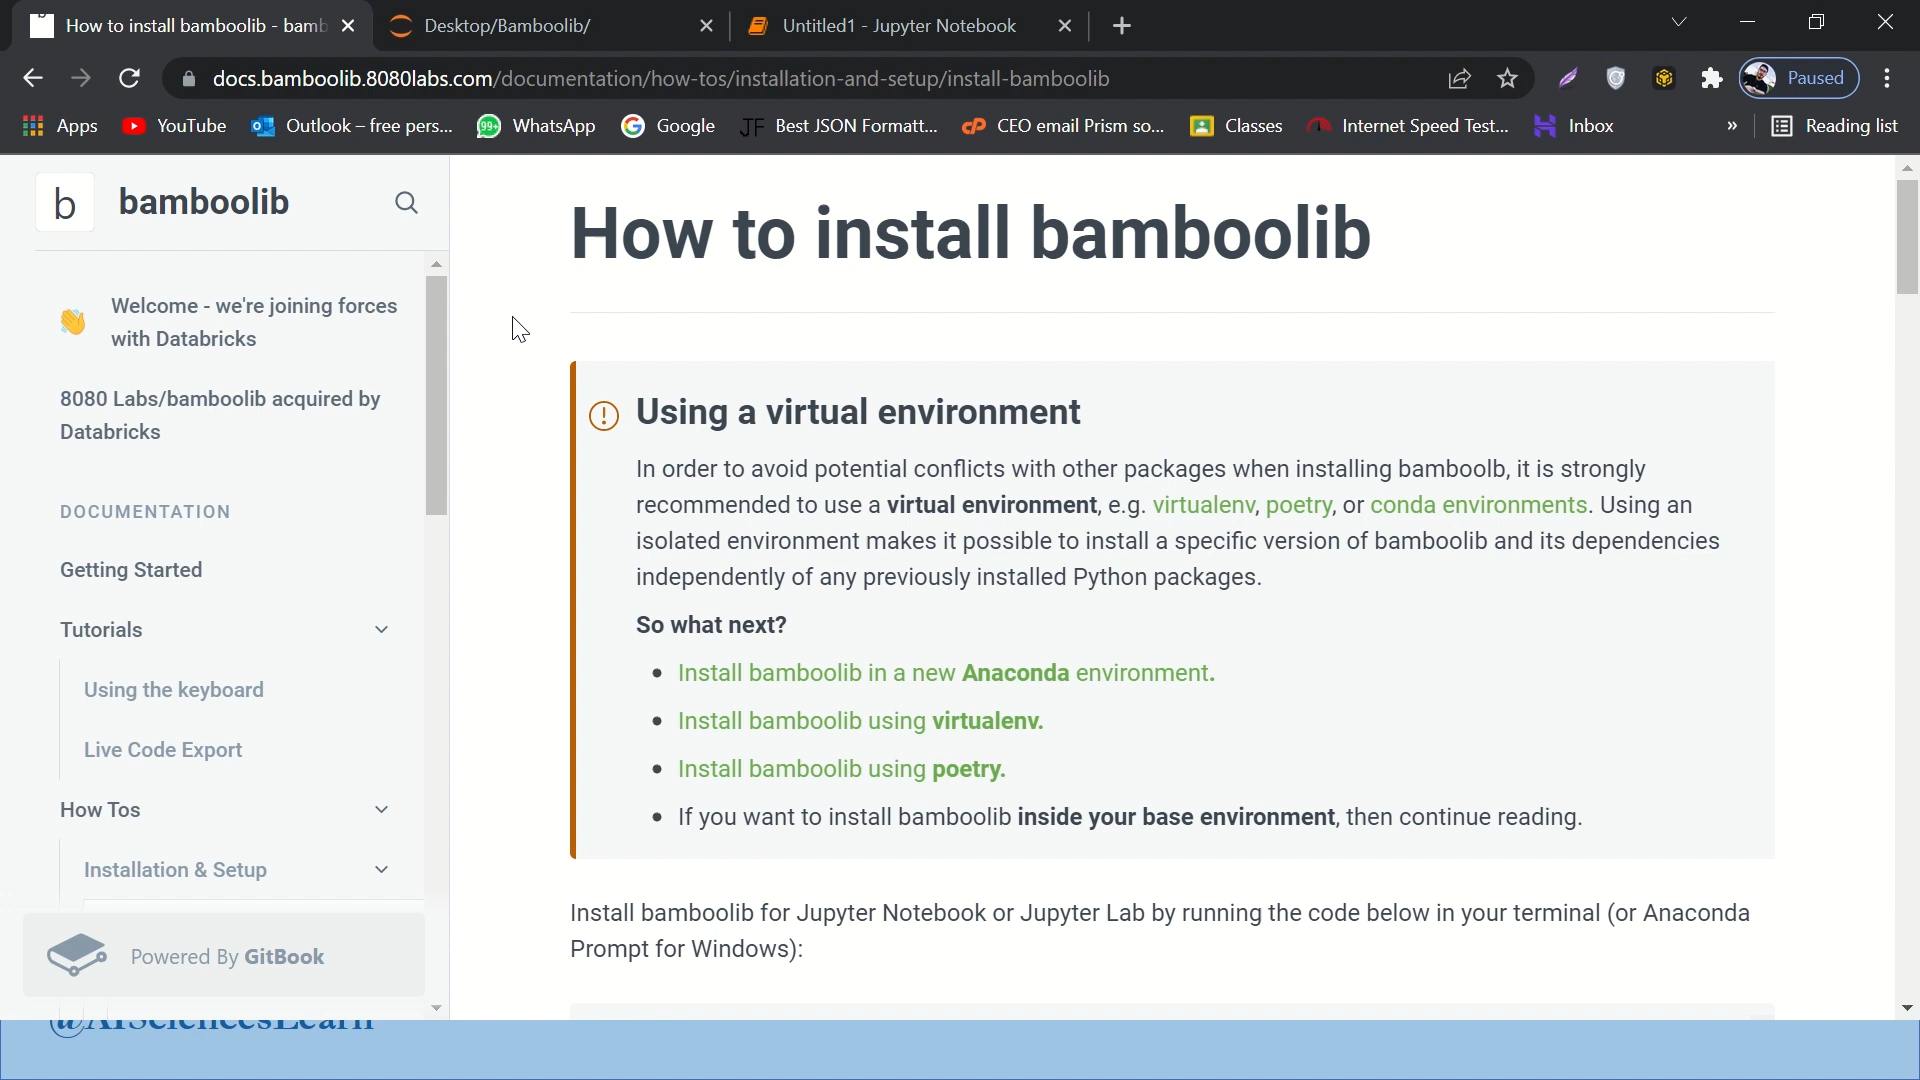 How to install bamboolib - bamb
Desktop/Bamboolib/
Untitled1 - Jupyter Notebook
docs.bamboolib.8080labs.com/documentation/how-tos/installation-and-setup/install-bamboolib
Paused
Apps
YouTube
Outlook – free pers...
99+
WhatsApp
Google
JF
Best JSON Formatt...
CEO email Prism so...
Classes
Internet Speed Test...
Inbox
»
Reading list
b
bamboolib
Welcome - we're joining forces
with Databricks
8080 Labs/bamboolib acquired by
Databricks
DOCUMENTATION
Getting Started
Tutorials
Using the keyboard
Live Code Export
How Tos
Installation & Setup
Powered By GitBook
@AISciencesLearn
How to install bamboolib
Using a virtual environment
In order to avoid potential conflicts with other packages when installing bamboolb, it is strongly
recommended to use a virtual environment, e.g. virtualenv, poetry, or conda environments. Using an
isolated environment makes it possible to install a specific version of bamboolib and its dependencies
independently of any previously installed Python packages.
So what next?
• Install bamboolib in a new Anaconda environment.
• Install bamboolib using virtualenv.
• Install bamboolib using poetry.
• If you want to install bamboolib inside your base environment, then continue reading.
Install bamboolib for Jupyter Notebook or Jupyter Lab by running the code below in your terminal (or Anaconda
Prompt for Windows):